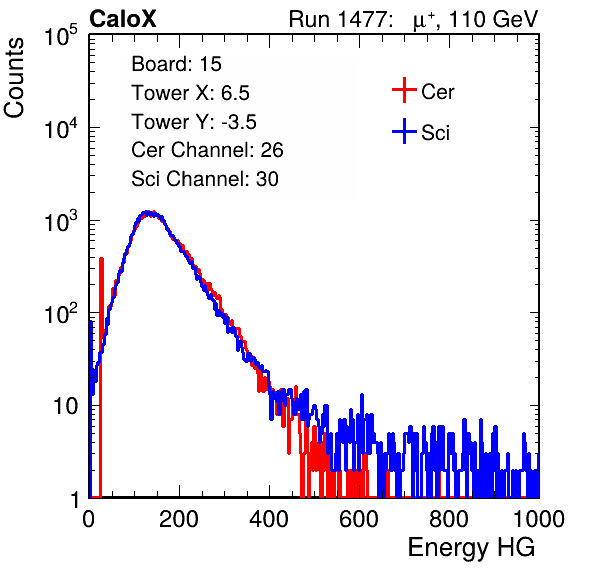 CaloX Run 1477: μ⁺, 110 GeV
Counts
10⁵
10⁴
10³
10²
10
1
Board: 15
Tower X: 6.5
Tower Y: -3.5
Cer Channel: 26
Sci Channel: 30
Cer
Sci
0 200 400 600 800 1000
Energy HG